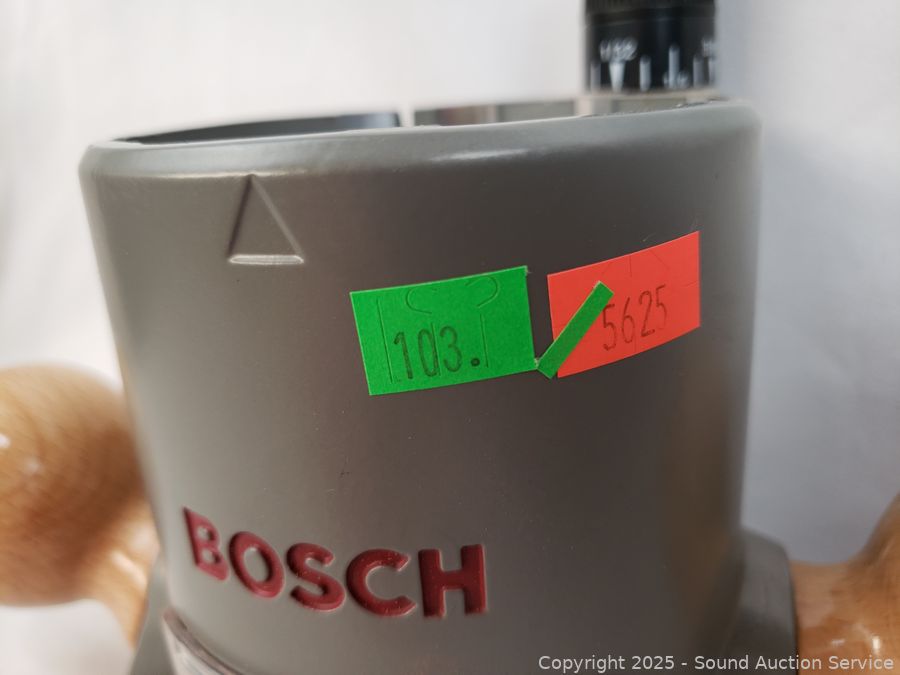 103.
5625
BOSCH
Copyright 2025 - Sound Auction Service